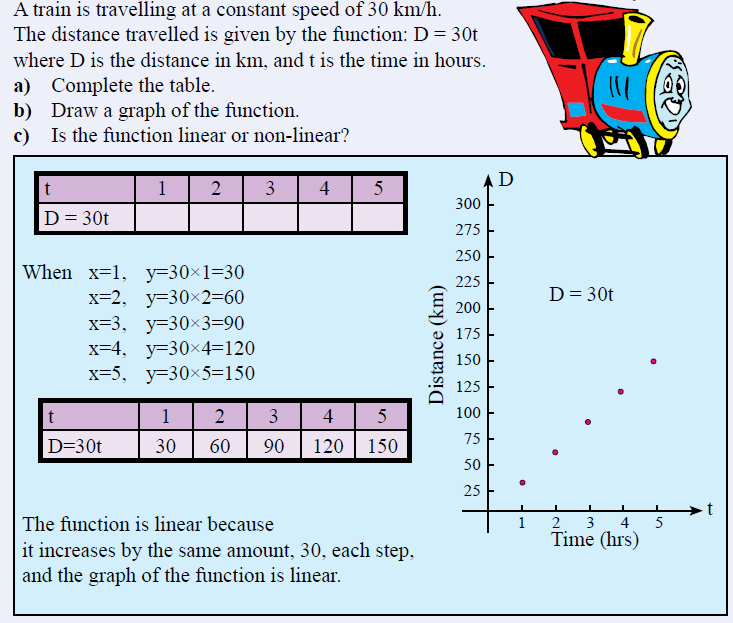 A train is travelling at a constant speed of 30 km/h.
The distance travelled is given by the function: D = 30t
where D is the distance in km, and t is the time in hours.
a) Complete the table.
b) Draw a graph of the function.
c) Is the function linear or non-linear?
t 1 2 3 4 5
D = 30t
When x=1, y=30×1=30
x=2, y=30×2=60
x=3, y=30×3=90
x=4, y=30×4=120
x=5, y=30×5=150
t 1 2 3 4 5
D=30t 30 60 90 120 150
The function is linear because
it increases by the same amount, 30, each step,
and the graph of the function is linear.
D
300
275
250
225
200
175
150
125
100
75
50
25
Distance (km)
D = 30t
t
1 2 3 4 5
Time (hrs)